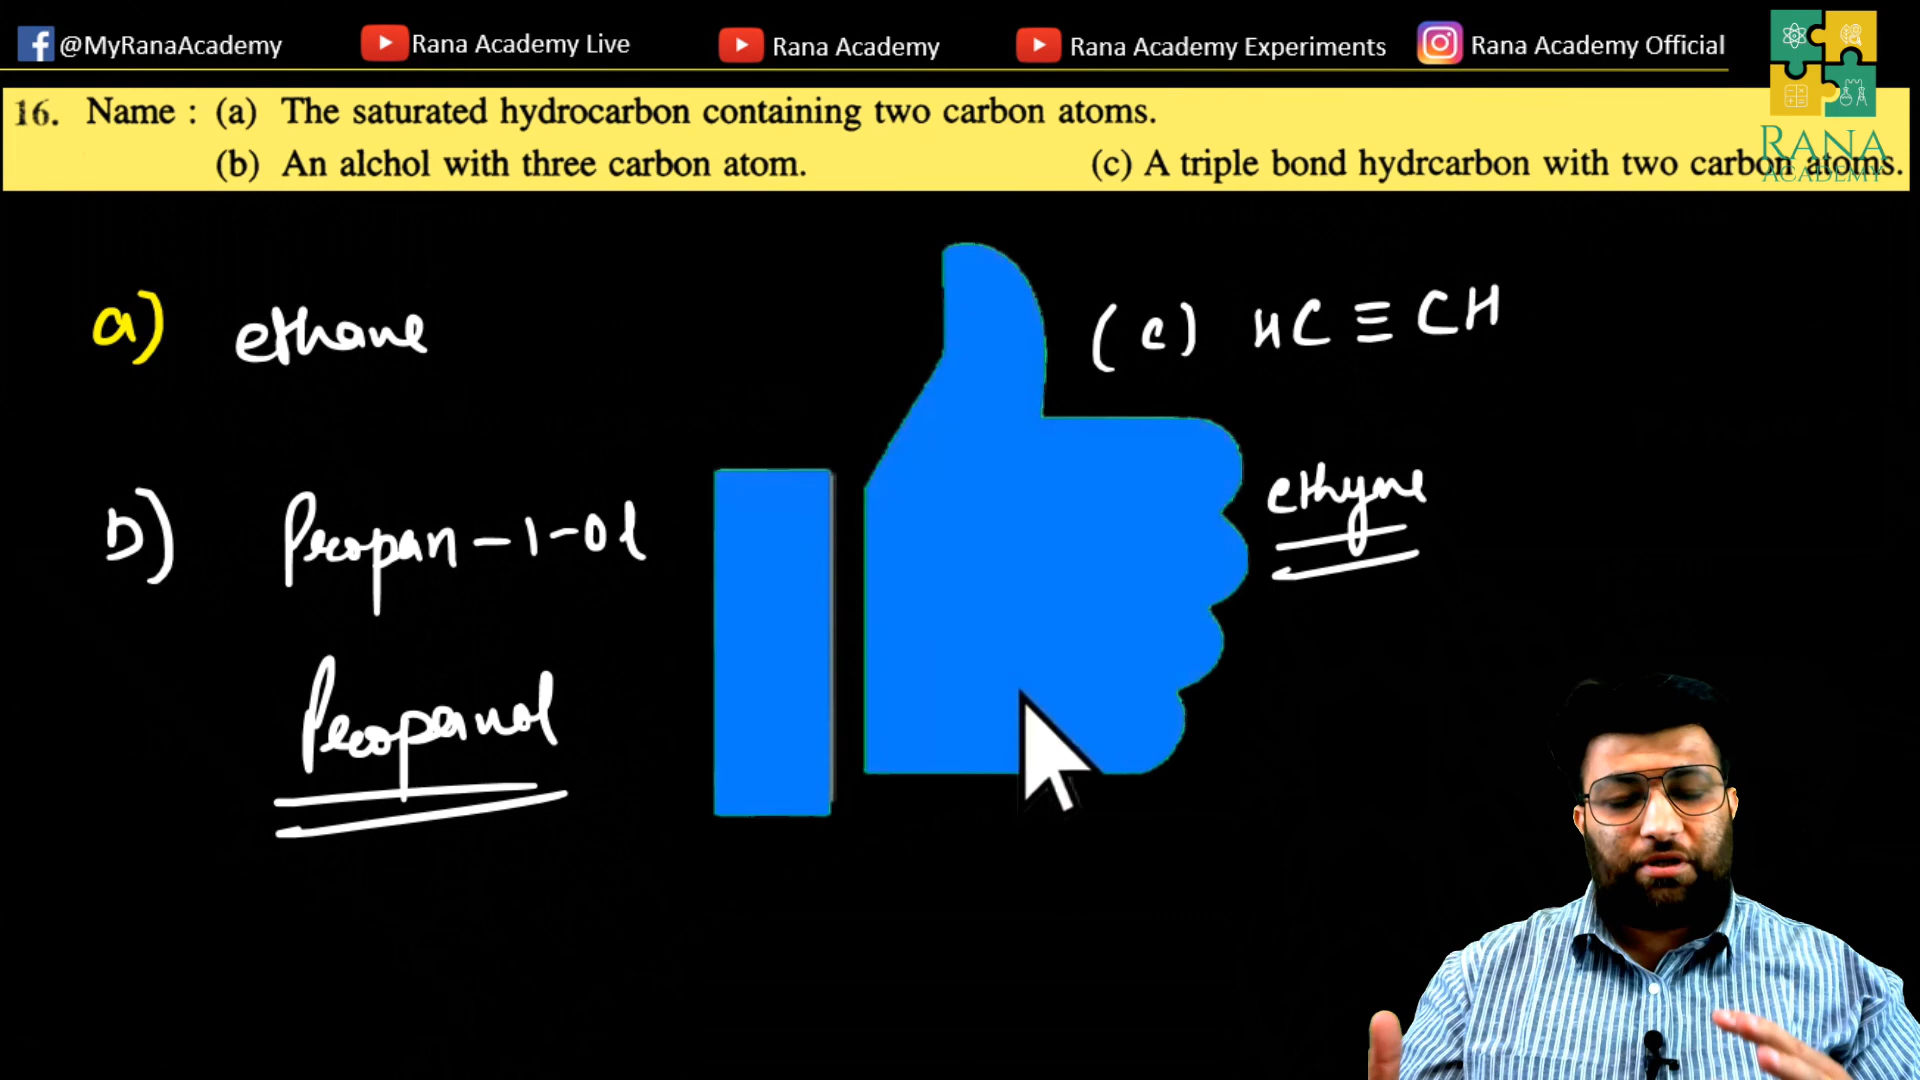 @MyRanaAcademy
Rana Academy Live
Rana Academy
Rana Academy Experiments
Rana Academy Official
16. Name : (a) The saturated hydrocarbon containing two carbon atoms.
(b) An alchol with three carbon atom. (c) A triple bond hydrcarbon with two carbon atoms.
RANA
ACADEMY
a) ethane
(c) HC ≡ CH
b) Propan-1-ol
ethyne
Propanol